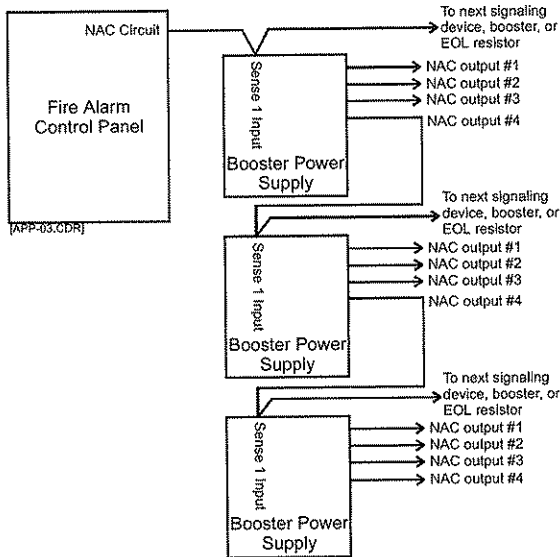 NAC Circuit
Fire Alarm
Control Panel
[APP-03.CDR]
To next signaling
device, booster, or
EOL resistor
Sense 1 Input
NAC output #1
NAC output #2
NAC output #3
NAC output #4
Booster Power
Supply
To next signaling
device, booster, or
EOL resistor
Sense 1 Input
NAC output #1
NAC output #2
NAC output #3
NAC output #4
Booster Power
Supply
To next signaling
device, booster, or
EOL resistor
Sense 1 Input
NAC output #1
NAC output #2
NAC output #3
NAC output #4
Booster Power
Supply